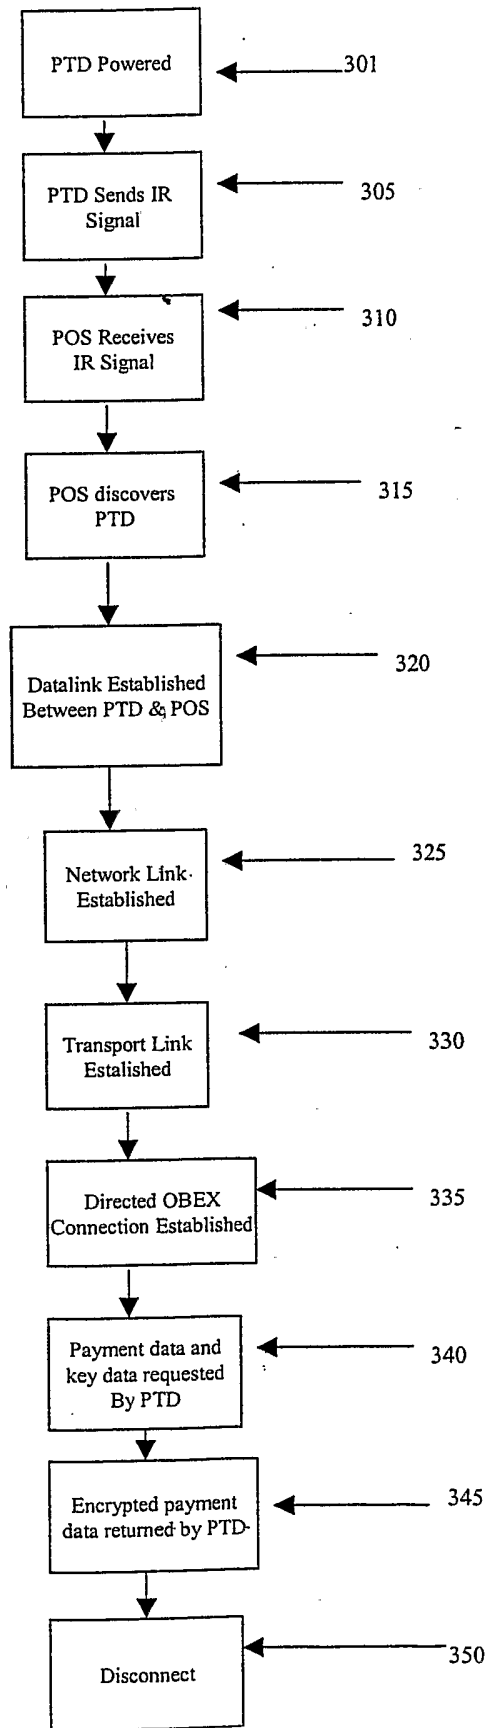 PTD Powered
301
PTD Sends IR
Signal
305
POS Receives
IR Signal
310
POS discovers
PTD
315
Datalink Established
Between PTD & POS
320
Network Link
Established
325
Transport Link
Estalished
330
Directed OBEX
Connection Established
335
Payment data and
key data requested
By PTD
340
Encrypted payment
data returned by PTD
345
Disconnect
350